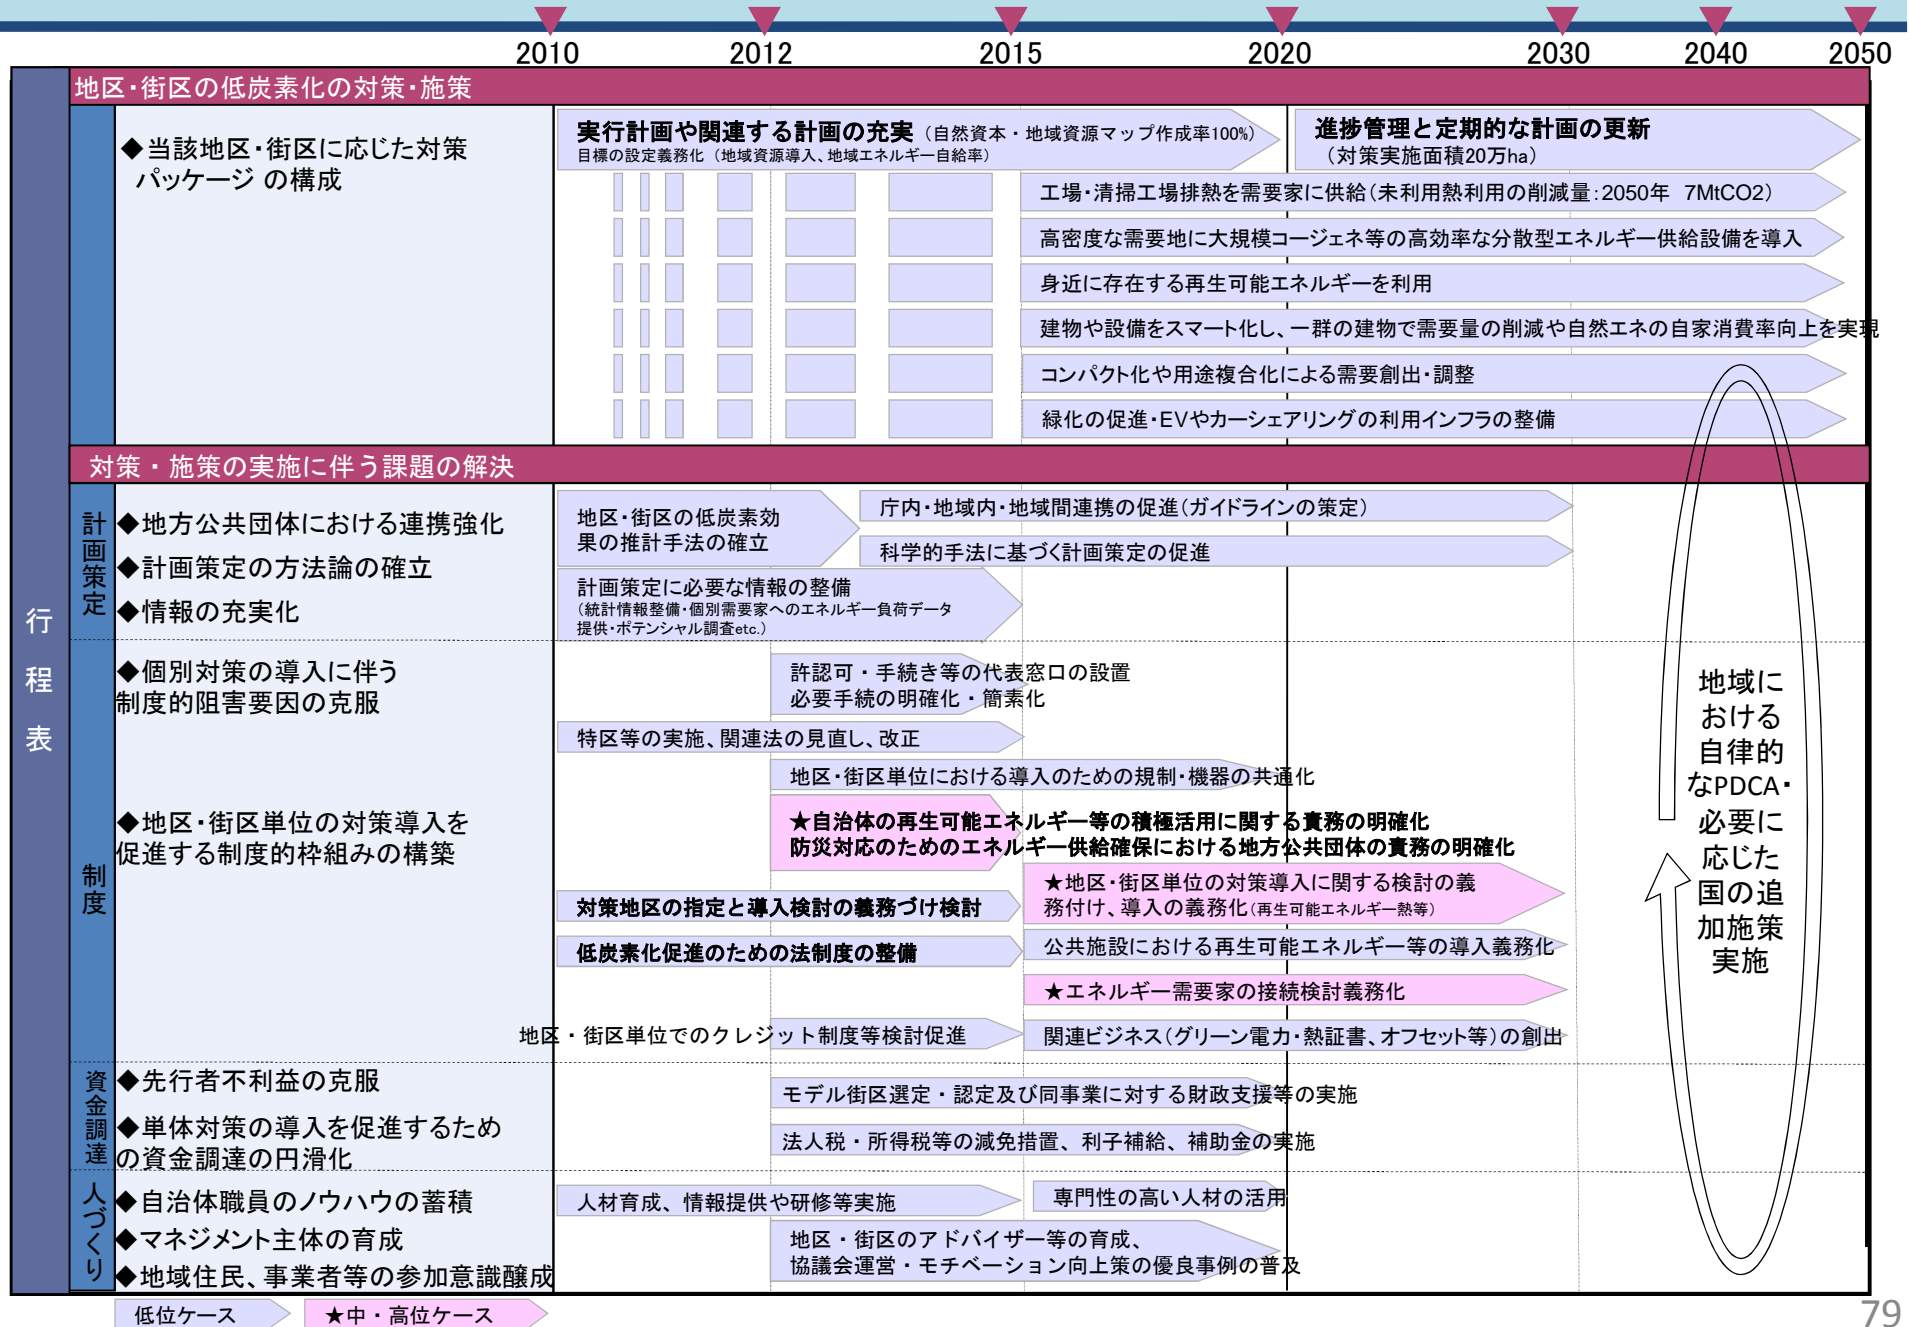 2010 2012 2015 2020 2030 2040 2050
行程表
地区･街区の低炭素化の対策･施策
◆当該地区･街区に応じた対策
パッケージ の構成
実行計画や関連する計画の充実（自然資本・地域資源マップ作成率100%）
目標の設定義務化（地域資源導入、地域エネルギー自給率）
進捗管理と定期的な計画の更新
（対策実施面積20万ha）
工場･清掃工場排熱を需要家に供給（未利用熱利用の削減量：2050年 7MtCO2）
高密度な需要地に大規模コージェネ等の高効率な分散型エネルギー供給設備を導入
身近に存在する再生可能エネルギーを利用
建物や設備をスマート化し、一群の建物で需要量の削減や自然エネの自家消費率向上を実現
コンパクト化や用途複合化による需要創出･調整
緑化の促進･EVやカーシェアリングの利用インフラの整備
対策・施策の実施に伴う課題の解決
計画策定
◆地方公共団体における連携強化
◆計画策定の方法論の確立
◆情報の充実化
地区･街区の低炭素効
果の推計手法の確立
庁内･地域内･地域間連携の促進（ガイドラインの策定）
科学的手法に基づく計画策定の促進
計画策定に必要な情報の整備
（統計情報整備･個別需要家へのエネルギー負荷データ
提供･ポテンシャル調査etc.）
制度
◆個別対策の導入に伴う
制度的阻害要因の克服
◆地区･街区単位の対策導入を
促進する制度的枠組みの構築
許認可・手続き等の代表窓口の設置
必要手続の明確化・簡素化
特区等の実施、関連法の見直し、改正
地区･街区単位における導入のための規制･機器の共通化
★自治体の再生可能エネルギー等の積極活用に関する責務の明確化
防災対応のためのエネルギー供給確保における地方公共団体の責務の明確化
対策地区の指定と導入検討の義務づけ検討
★地区･街区単位の対策導入に関する検討の義
務付け、導入の義務化（再生可能エネルギー熱等）
低炭素化促進のための法制度の整備
公共施設における再生可能エネルギー等の導入義務化
★エネルギー需要家の接続検討義務化
地区・街区単位でのクレジット制度等検討促進
関連ビジネス（グリーン電力･熱証書、オフセット等）の創出
資金調達
◆先行者不利益の克服
◆単体対策の導入を促進するため
の資金調達の円滑化
モデル街区選定・認定及び同事業に対する財政支援等の実施
法人税・所得税等の減免措置、利子補給、補助金の実施
人づくり
◆自治体職員のノウハウの蓄積
◆マネジメント主体の育成
◆地域住民、事業者等の参加意識醸成
人材育成、情報提供や研修等実施
専門性の高い人材の活用
地区・街区のアドバイザー等の育成、
協議会運営・モチベーション向上策の優良事例の普及
地域に
おける
自律的
なPDCA･
必要に
応じた
国の追
加施策
実施
低位ケース
★中・高位ケース
79